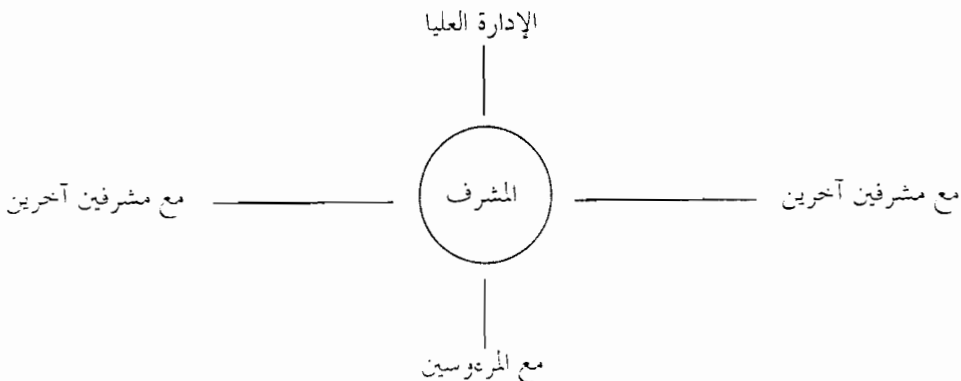 الإدارة العليا
المشرف
مع مشرفين آخرين
مع مشرفين آخرين
مع المرءوسين